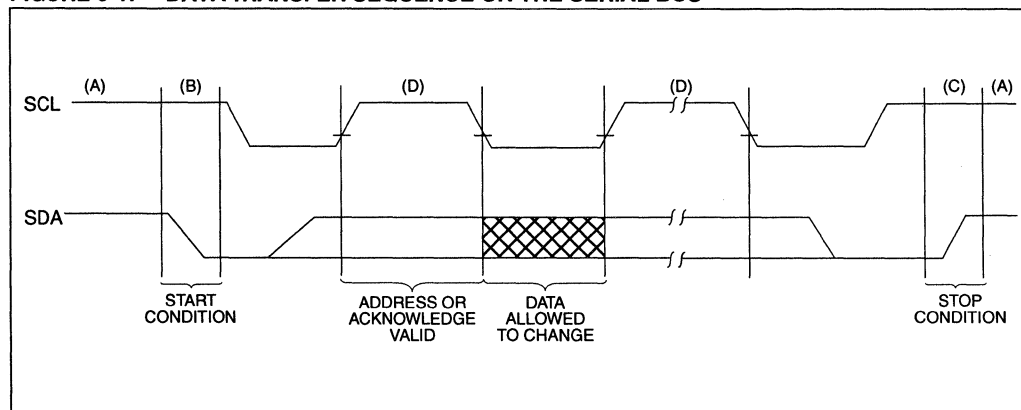 DATA TRANSFER SEQUENCE ON THE SERIAL BUS
(A) (B) (D) (D) (C) (A)
SCL
SDA
START
CONDITION
ADDRESS OR
ACKNOWLEDGE
VALID
DATA
ALLOWED
TO CHANGE
STOP
CONDITION